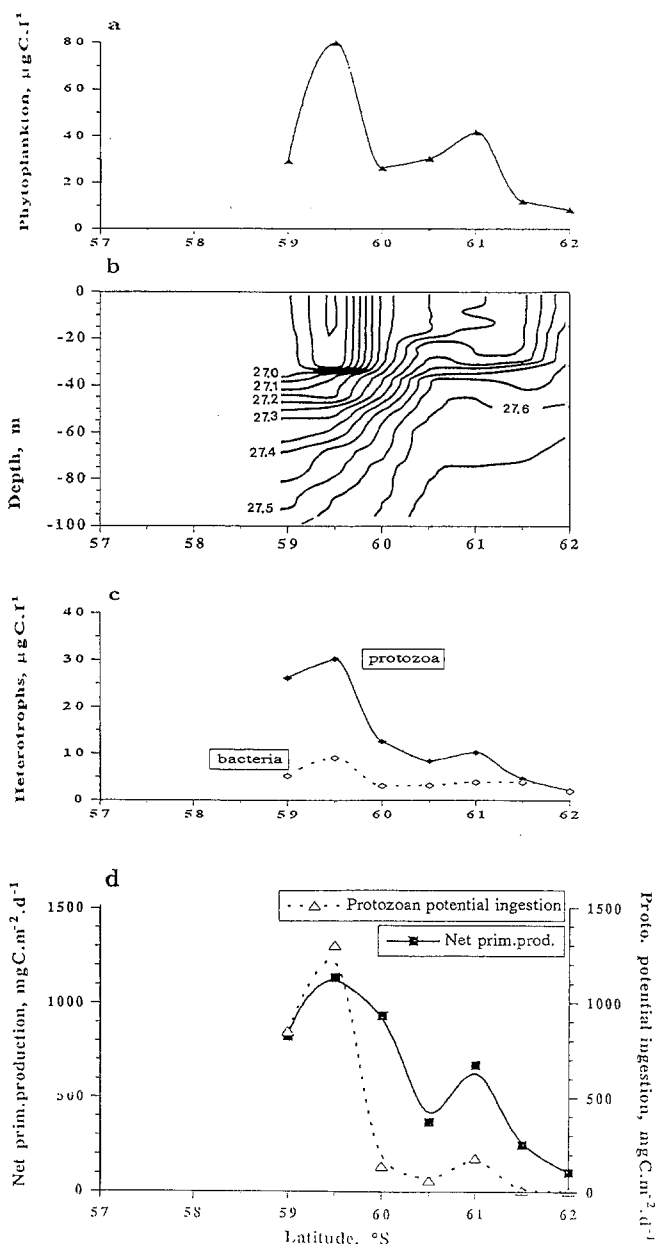 a
Phytoplankton, µgC.l¹
80
60
40
20
0
57 58 59 60 61 62
b
Depth, m
0
-20
-40
-60
-80
-100
27.0
27.1
27.2
27.3
27.4
27.5
27.6
57 58 59 60 61 62
c
Heterotrophs, µgC.l¹
40
30
20
10
0
protozoa
bacteria
57 58 59 60 61 62
d
Net prim.production, mgC.m⁻².d⁻¹
1500
1000
500
0
Protozoan potential ingestion
Net prim.prod.
1500
1000
500
0
Proto. potential ingestion, mgC.m⁻².d⁻¹
57 58 59 60 61 62
Latitude, °S